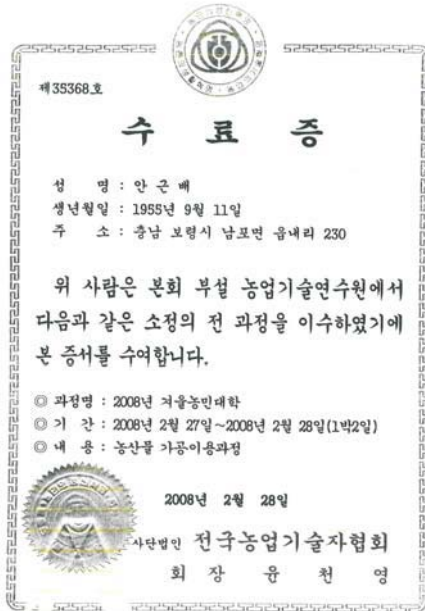 제35368호
수 료 증
성 명 : 안 근 배
생년월일 : 1955년 9월 11일
주 소 : 충남 보령시 남포면 읍내리 230
위 사람은 본회 부설 농업기술연수원에서
다음과 같은 소정의 전 과정을 이수하였기에
본 증서를 수여합니다.
◎ 과정명 : 2008년 겨울농민대학
◎ 기 간 : 2008년 2월 27일~2008년 2월 28일(1박2일)
◎ 내 용 : 농산물 가공이용과정
2008년 2월 28일
사단법인 전국농업기술자협회
회 장 윤 천 영